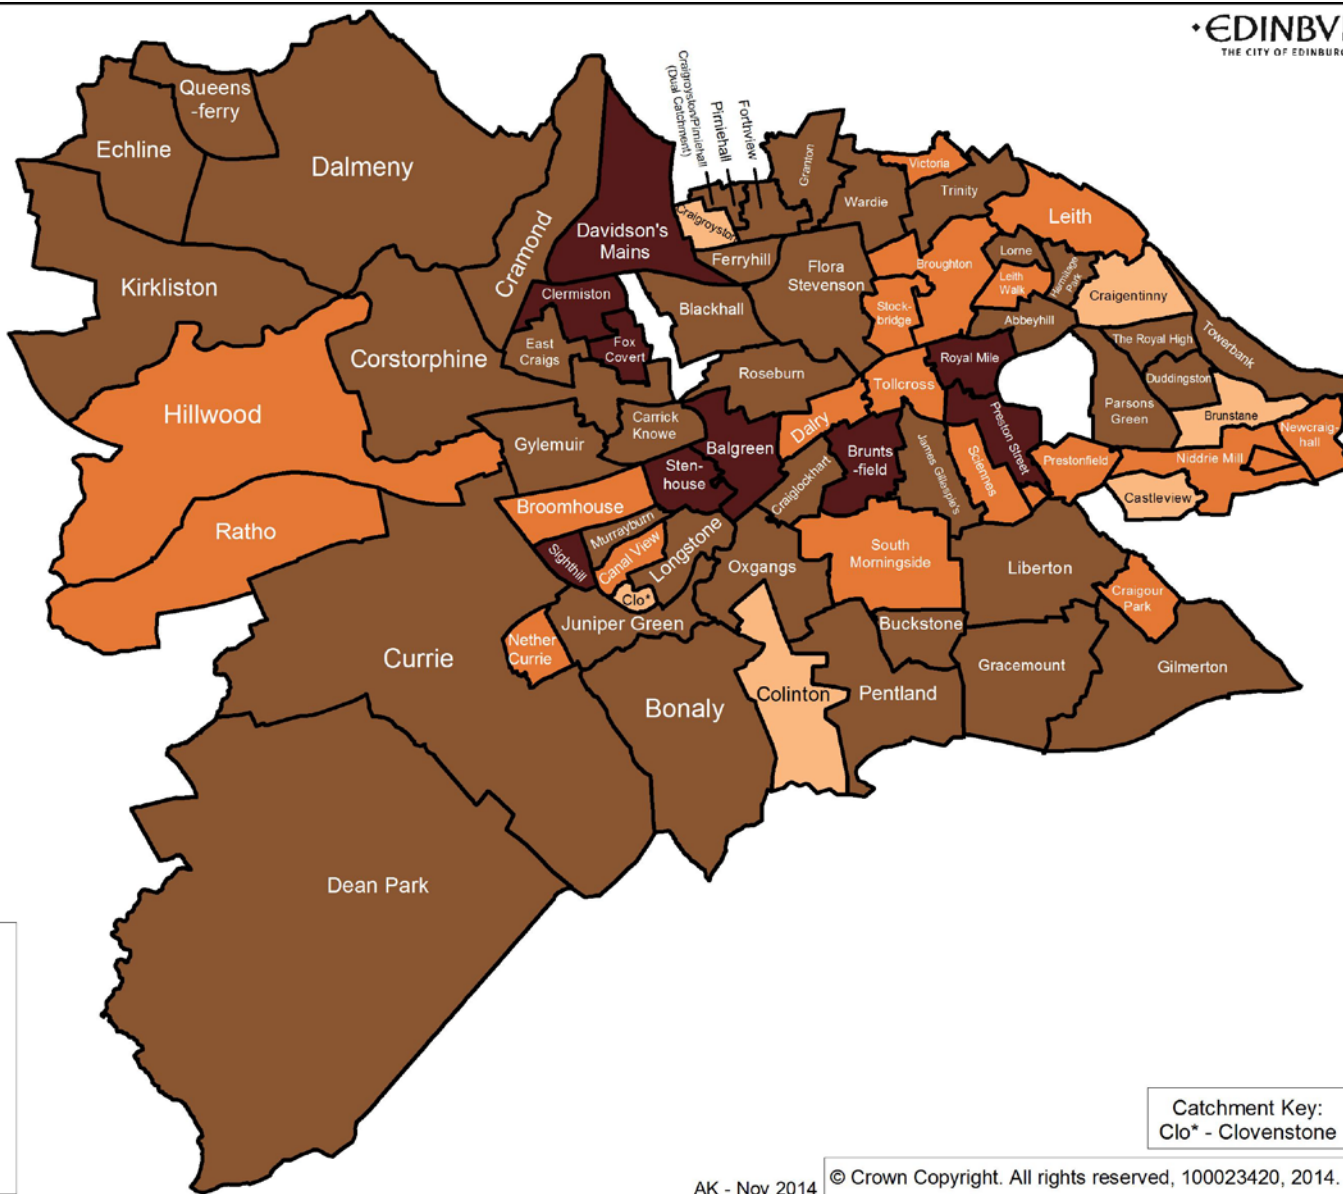 EDINBV
THE CITY OF EDINBURG
Queens
-ferry
Echline
Dalmeny
Cramond
Kirkliston
Davidson's
Mains
Craigroyston/Pirniehall
(Dual Catchment)
Pirniehall
Forthview
Granton
Victoria
Wardie
Trinity
Leith
Craigroyston
Ferryhill
Flora
Stevenson
Broughton
Lorne
Hermitage
Park
Leith
Walk
Craigentinny
Clermiston
Blackhall
Stock-
bridge
Abbeyhill
The Royal High
Towerbank
East
Craigs
Fox
Covert
Corstorphine
Roseburn
Tollcross
Royal Mile
Duddingston
Hillwood
Parsons
Green
Brunstane
Newcraig-
hall
Carrick
Knowe
Gylemuir
Dalry
Preston Street
Balgreen
Brunts
-field
James Gillespie's
Sciennes
Prestonfield
Niddrie Mill
Sten-
house
Craiglockhart
Castleview
Broomhouse
Ratho
Murrayburn
Sighthill
Canal View
Longstone
Oxgangs
South
Morningside
Liberton
Craigour
Park
Clo*
Juniper Green
Buckstone
Nether
Currie
Currie
Gracemount
Gilmerton
Colinton
Pentland
Bonaly
Dean Park
Catchment Key:
Clo* - Clovenstone
AK - Nov 2014
© Crown Copyright. All rights reserved, 100023420, 2014.